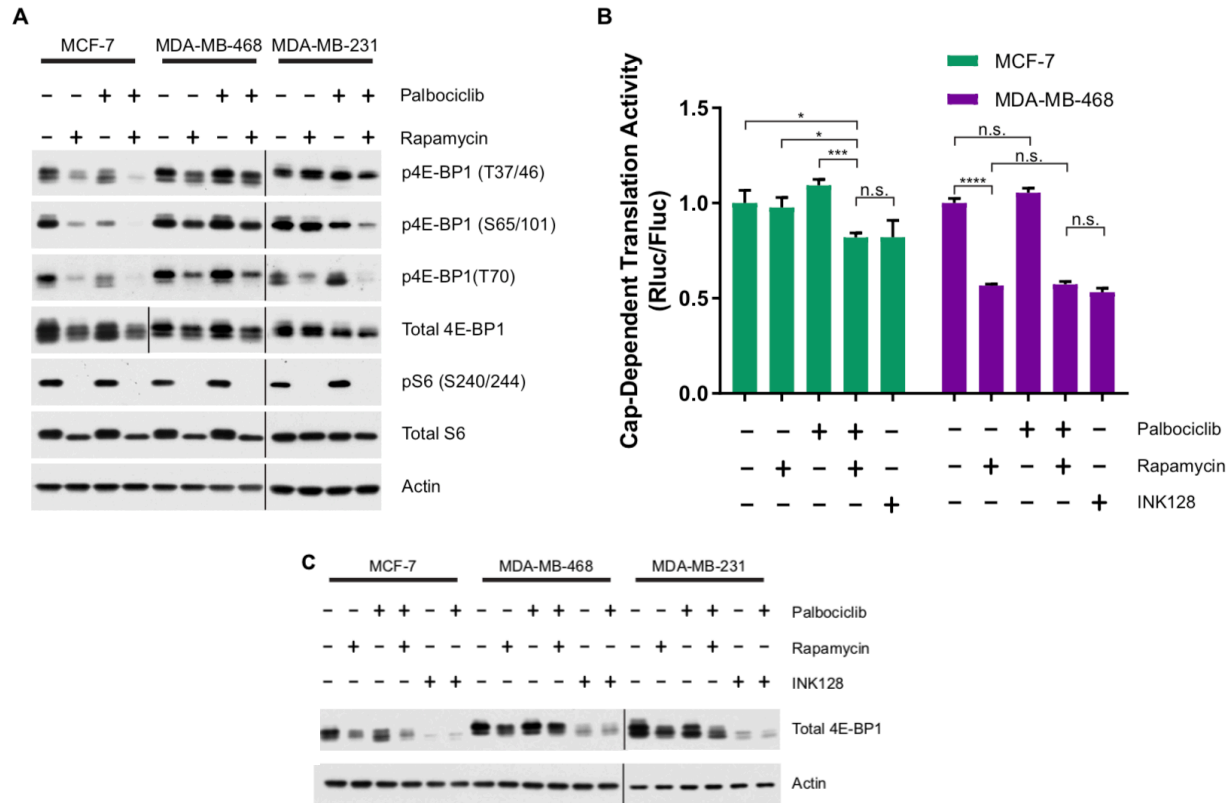 A
MCF-7 MDA-MB-468 MDA-MB-231
− − + + − − + + − − + + Palbociclib
− + − + − + − + − + − + Rapamycin
p4E-BP1 (T37/46)
p4E-BP1 (S65/101)
p4E-BP1(T70)
Total 4E-BP1
pS6 (S240/244)
Total S6
Actin
B
MCF-7
MDA-MB-468
Cap-Dependent Translation Activity
(Rluc/Fluc)
1.5
1.0
0.5
0.0
* * *** n.s.
n.s. n.s. **** n.s.
− − + + − − − + + − Palbociclib
− + − + − − + − + − Rapamycin
− − − − + − − − − + INK128
C
MCF-7 MDA-MB-468 MDA-MB-231
− − + + − + − − + + − + − − + + − + Palbociclib
− + − + − − − + − + − − − + − + − − Rapamycin
− − − − + + − − − − + + − − − − + + INK128
Total 4E-BP1
Actin